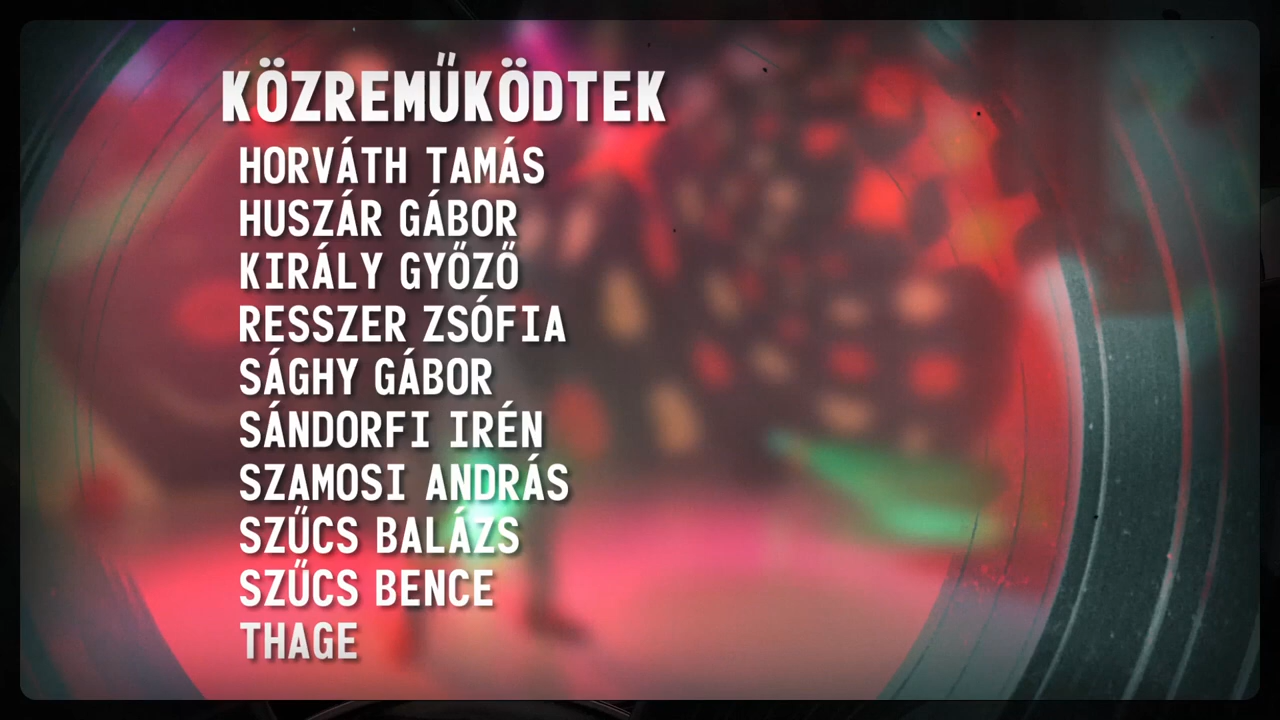 KÖZREMŰKÖDTEK
HORVÁTH TAMÁS
HUSZÁR GÁBOR
KIRÁLY GYŐZŐ
RESSZER ZSÓFIA
SÁGHY GÁBOR
SÁNDORFI IRÉN
SZAMOSI ANDRÁS
SZŰCS BALÁZS
SZŰCS BENCE
THAGE